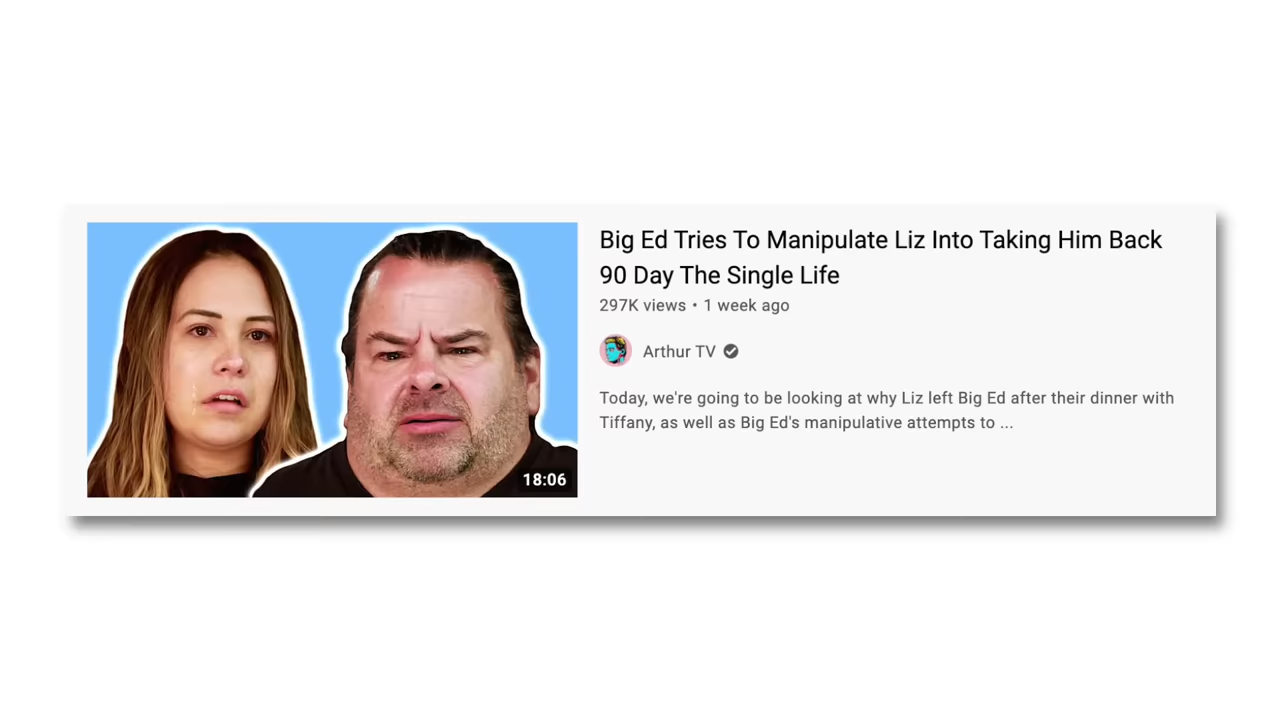 Big Ed Tries To Manipulate Liz Into Taking Him Back
90 Day The Single Life
297K views • 1 week ago
Arthur TV
Today, we're going to be looking at why Liz left Big Ed after their dinner with
Tiffany, as well as Big Ed's manipulative attempts to ...
18:06